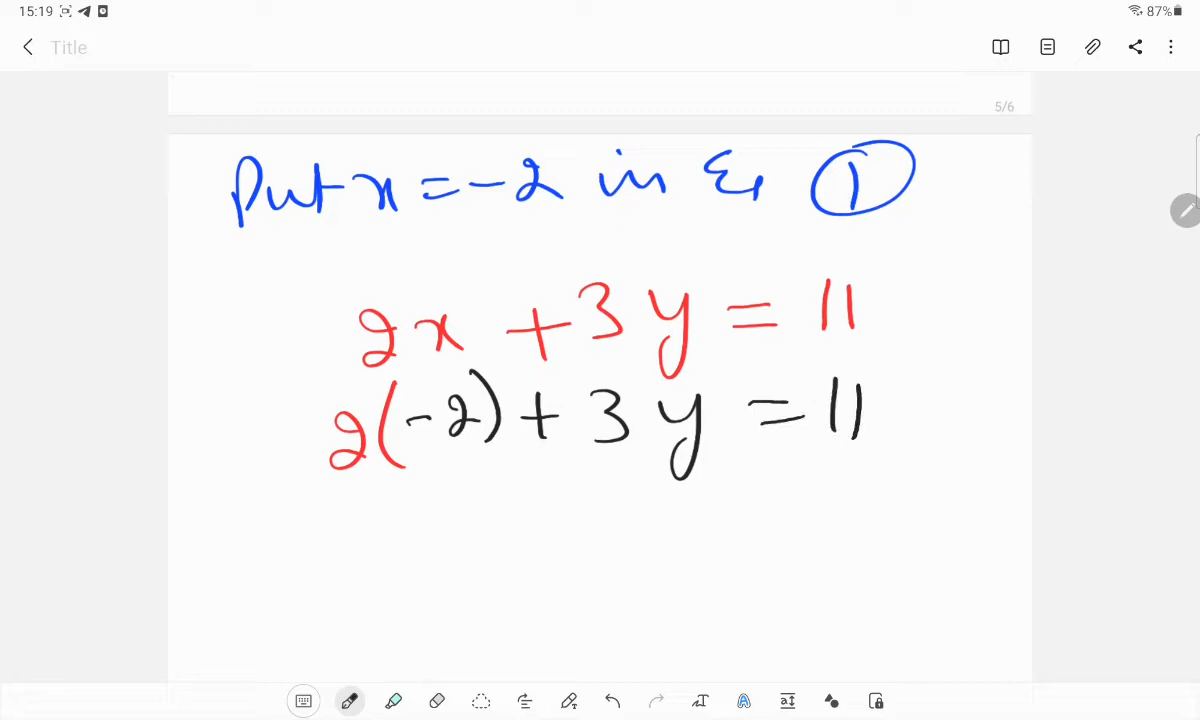 15:19 87%
Title
5/6
Put x = -2 in Eq ①
2x + 3y = 11
2(-2) + 3y = 11